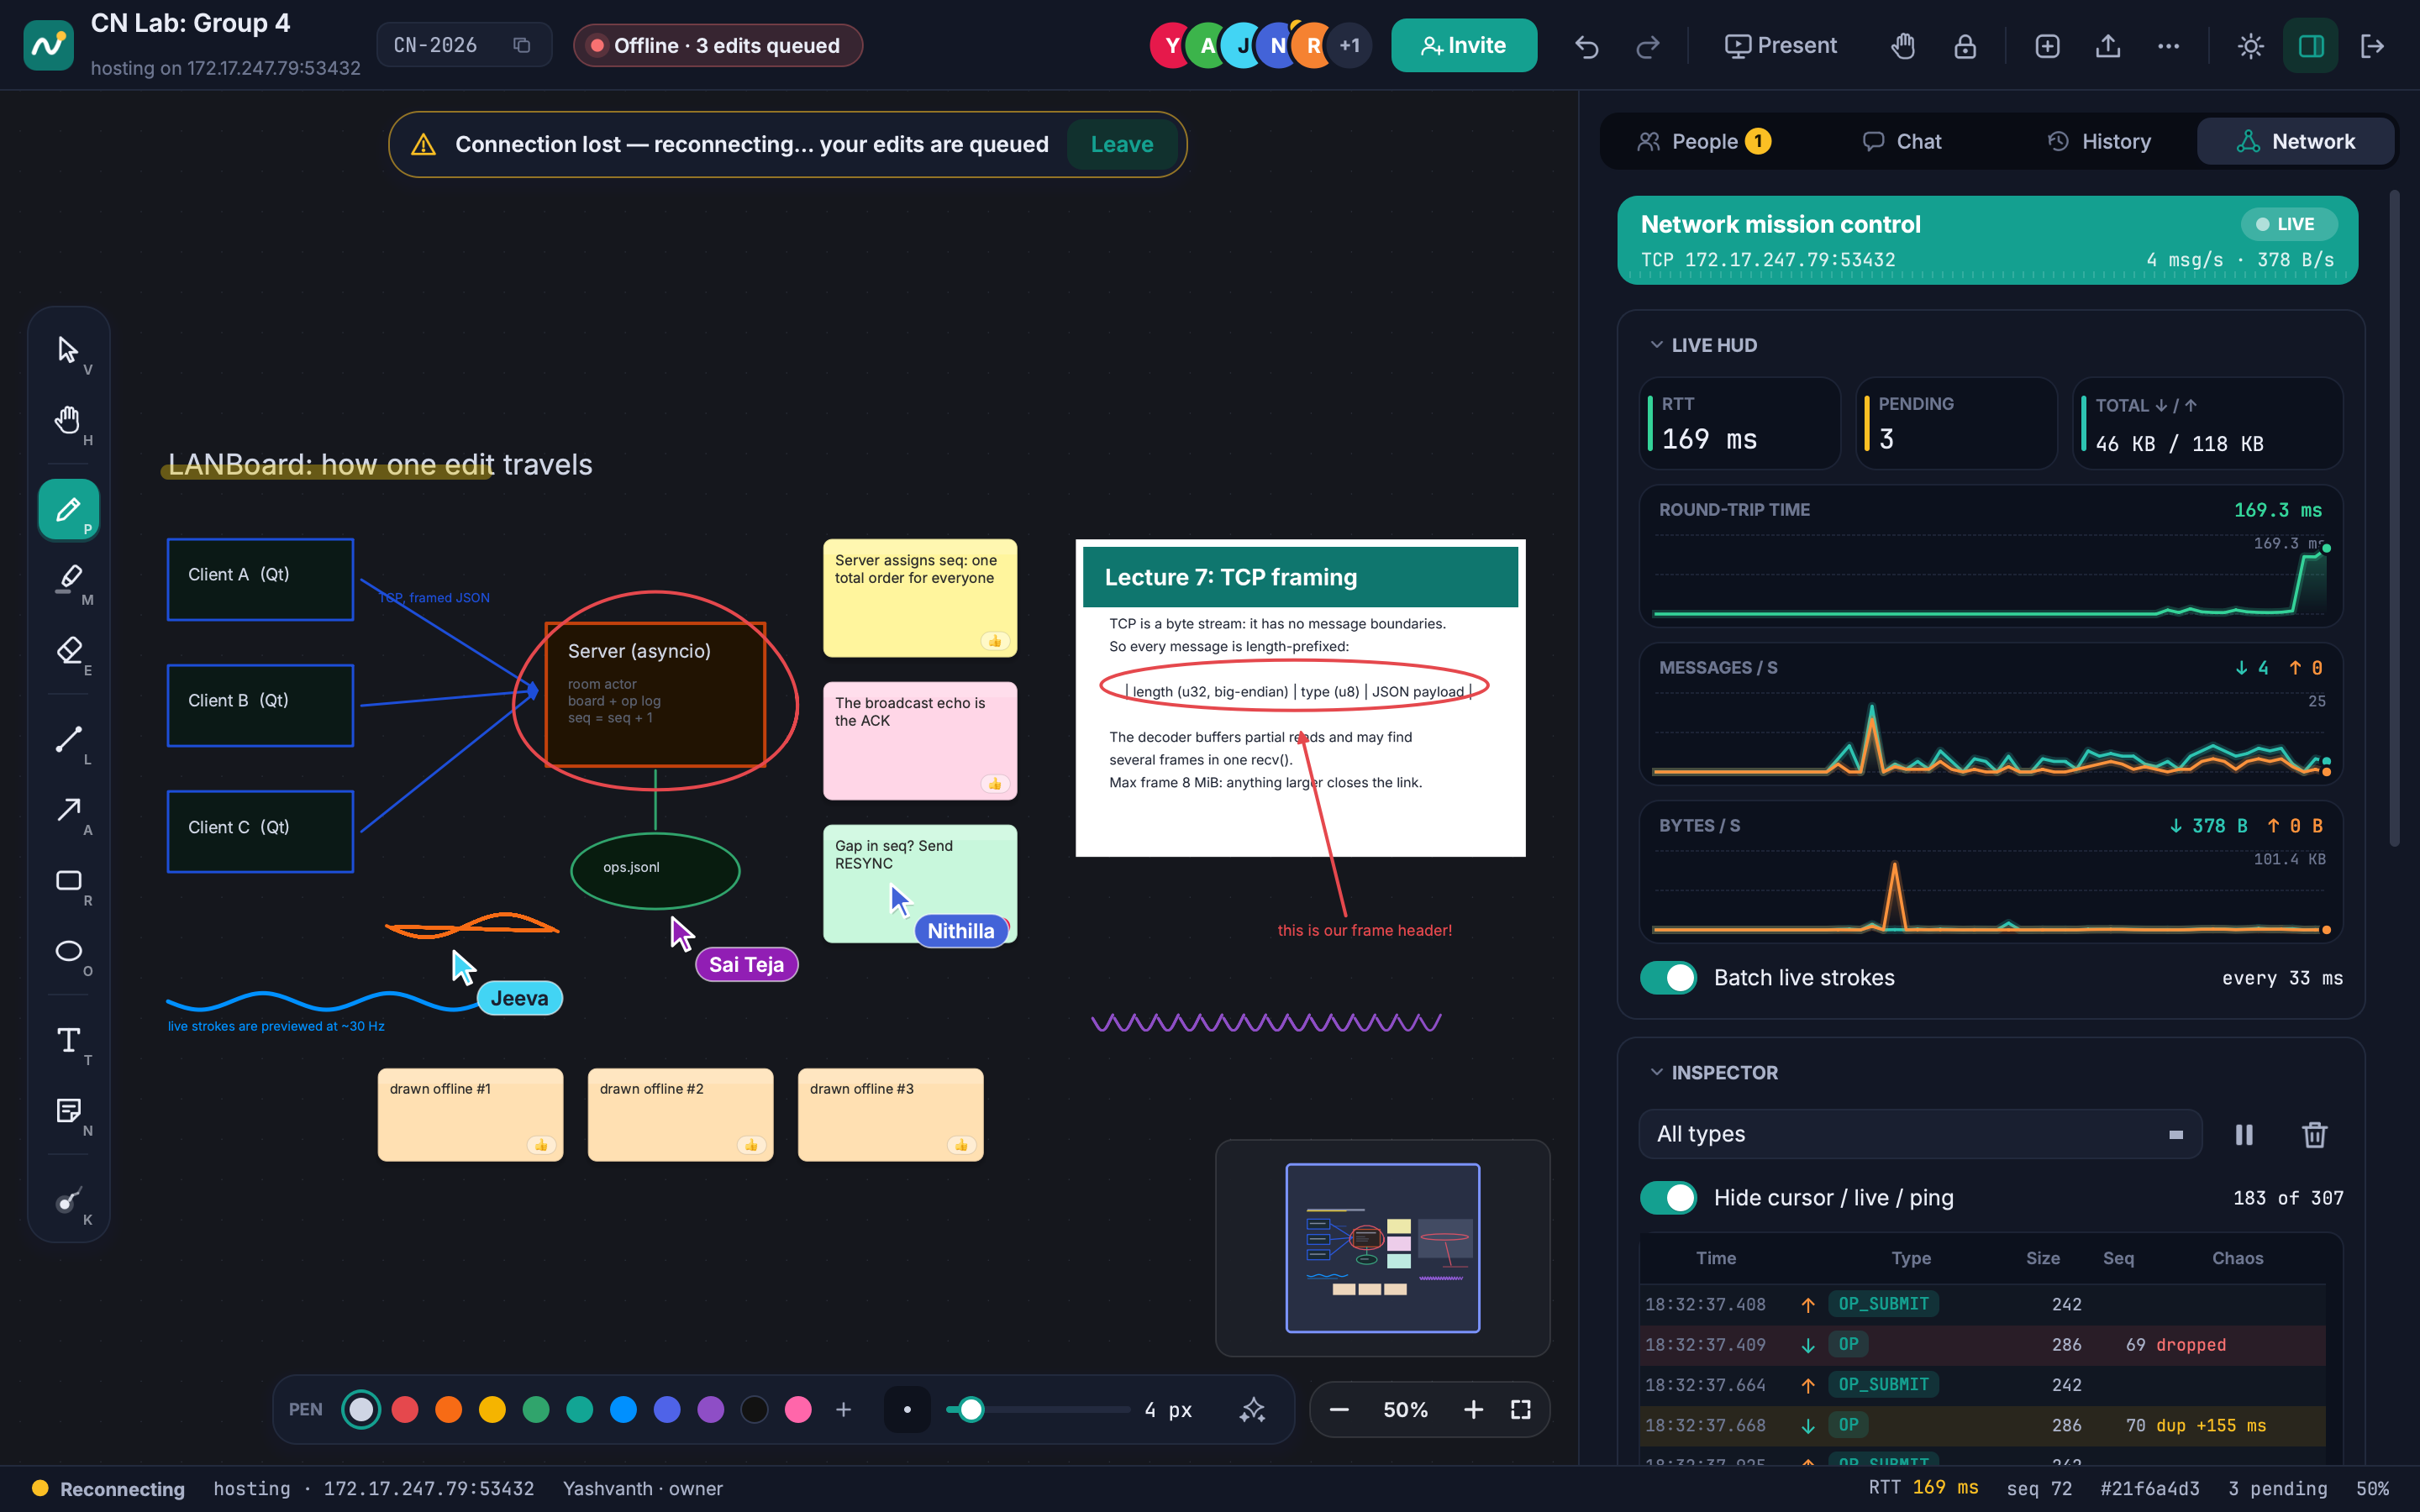 CN Lab: Group 4
hosting on 172.17.247.79:53432
CN-2026
Offline · 3 edits queued
Y A J N R +1
Invite
Present
Connection lost — reconnecting... your edits are queued
Leave
V
H
P
M
E
L
A
R
O
T
N
K
LANBoard: how one edit travels
Client A (Qt)
Client B (Qt)
Client C (Qt)
TCP, framed JSON
Server (asyncio)
room actor
board + op log
seq = seq + 1
ops.jsonl
Server assigns seq: one
total order for everyone
👍
The broadcast echo is
the ACK
👍
Gap in seq? Send
RESYNC
Nithilla
Sai Teja
Jeeva
live strokes are previewed at ~30 Hz
Lecture 7: TCP framing
TCP is a byte stream: it has no message boundaries.
So every message is length-prefixed:
| length (u32, big-endian) | type (u8) | JSON payload |
The decoder buffers partial reads and may find
several frames in one recv().
Max frame 8 MiB: anything larger closes the link.
this is our frame header!
drawn offline #1
👍
drawn offline #2
👍
drawn offline #3
👍
PEN
4 px
50%
People 1
Chat
History
Network
Network mission control
LIVE
TCP 172.17.247.79:53432
4 msg/s · 378 B/s
LIVE HUD
RTT
169 ms
PENDING
3
TOTAL ↓ / ↑
46 KB / 118 KB
ROUND-TRIP TIME
169.3 ms
169.3 ms
MESSAGES / S
↓ 4 ↑ 0
25
BYTES / S
↓ 378 B ↑ 0 B
101.4 KB
Batch live strokes
every 33 ms
INSPECTOR
All types
Hide cursor / live / ping
183 of 307
Time Type Size Seq Chaos
18:32:37.408 ↑ OP_SUBMIT 242
18:32:37.409 ↓ OP 286 69 dropped
18:32:37.664 ↑ OP_SUBMIT 242
18:32:37.668 ↓ OP 286 70 dup +155 ms
18:32:37.925 ↑ OP_SUBMIT 242
Reconnecting
hosting · 172.17.247.79:53432
Yashvanth · owner
RTT 169 ms
seq 72
#21f6a4d3
3 pending
50%